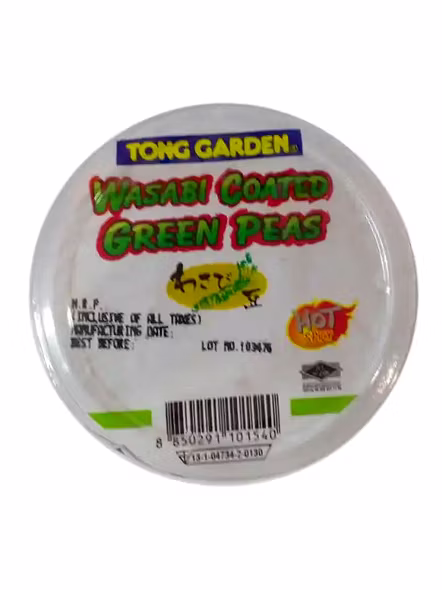 TONG GARDEN®
WASABI COATED
GREEN PEAS
わさび
豆
M.R.P.
(INCLUSIVE OF ALL TAXES)
MANUFACTURING DATE:
BEST BEFORE:
LOT NO.103476
HOT
8 850291 101540
13-1-04734-2-0130